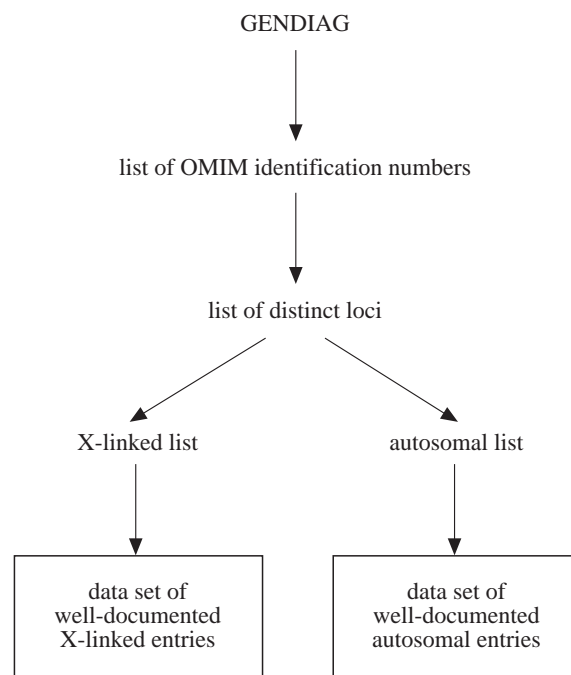 GENDIAG
list of OMIM identification numbers
list of distinct loci
X-linked list
autosomal list
data set of
well-documented
X-linked entries
data set of
well-documented
autosomal entries